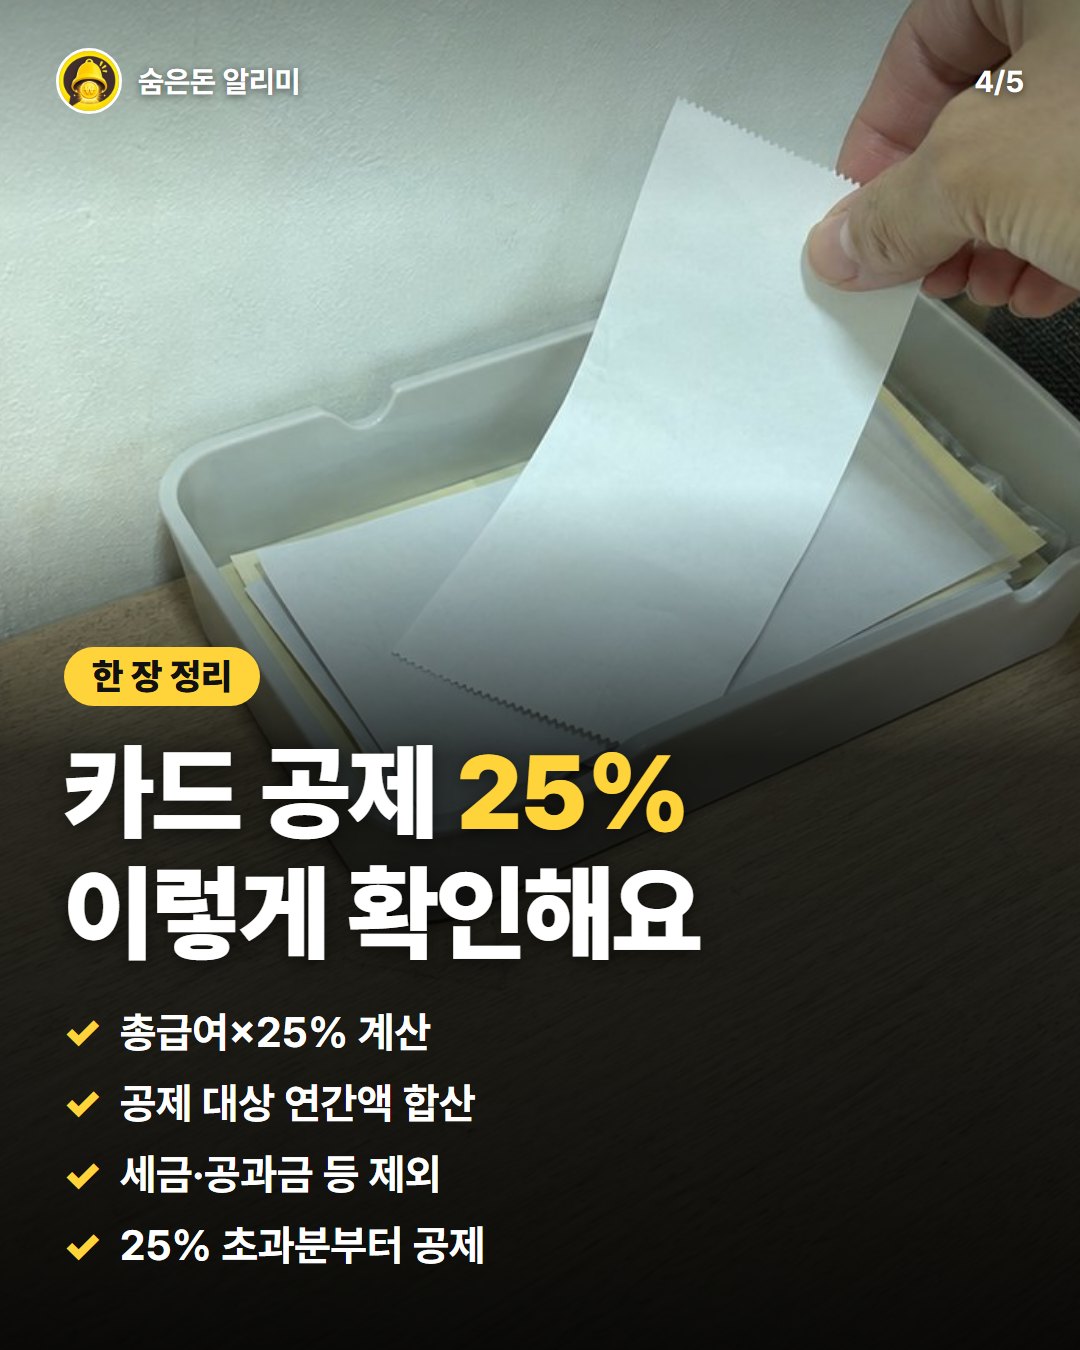 숨은돈 알리미
4/5
한 장 정리
카드 공제 25%
이렇게 확인해요
총급여×25% 계산
공제 대상 연간액 합산
세금·공과금 등 제외
25% 초과분부터 공제